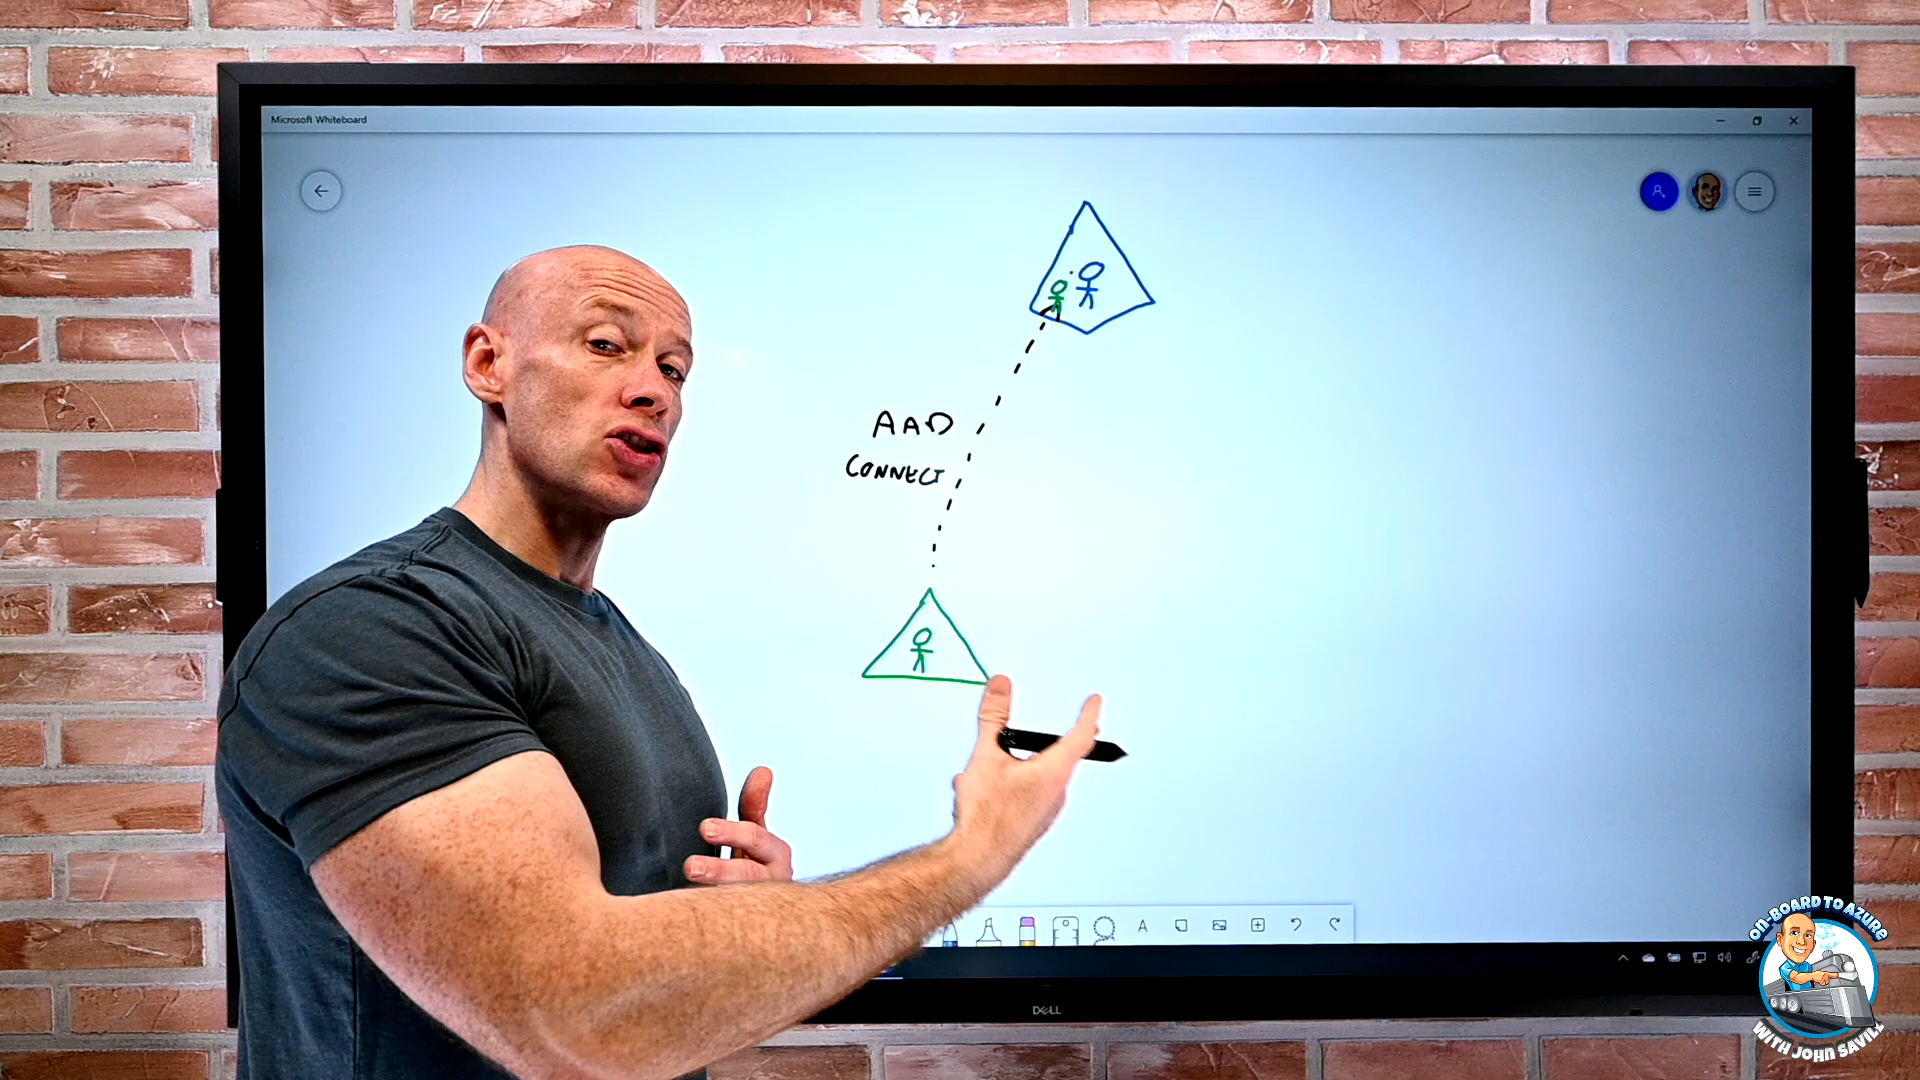 Microsoft Whiteboard
AAD
CONNECT
A
DELL
ON-BOARD TO AZURE
WITH JOHN SAVILL